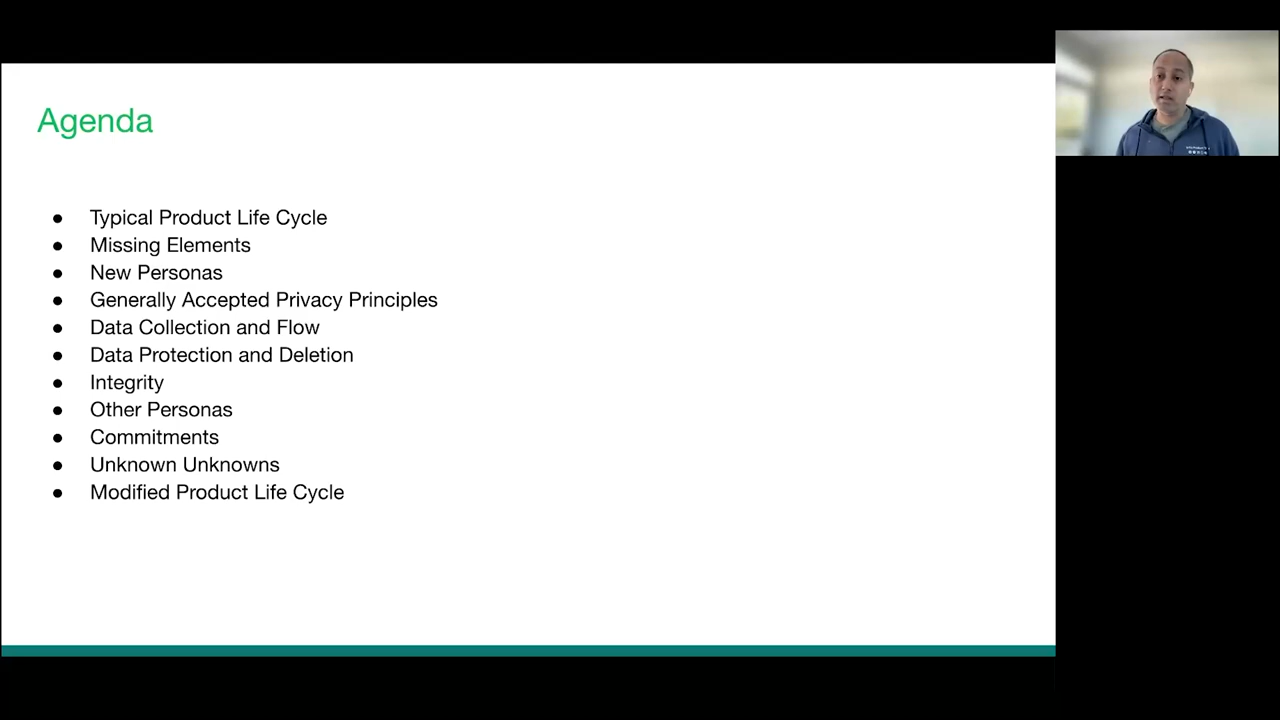 Agenda
● Typical Product Life Cycle
● Missing Elements
● New Personas
● Generally Accepted Privacy Principles
● Data Collection and Flow
● Data Protection and Deletion
● Integrity
● Other Personas
● Commitments
● Unknown Unknowns
● Modified Product Life Cycle